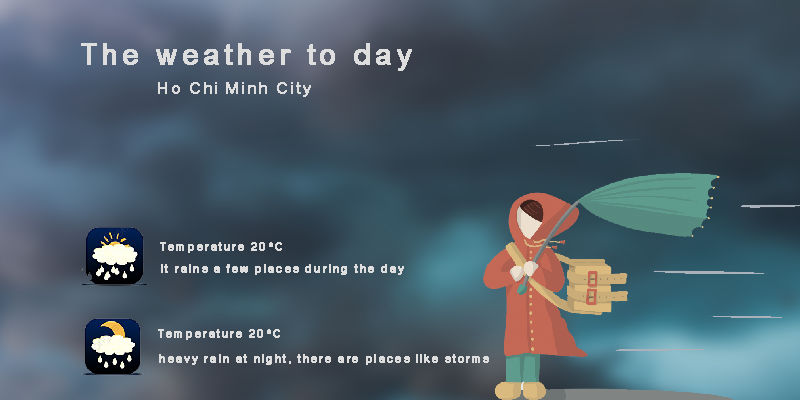 The weather to day
Ho Chi Minh City
Temperature 20°C
it rains a few places during the day
Temperature 20°C
heavy rain at night, there are places like storms